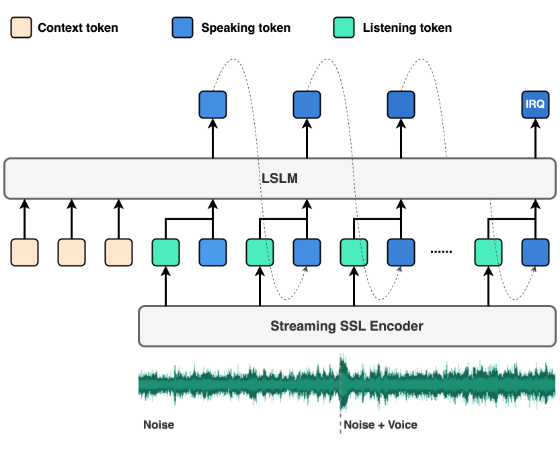 Context token
Speaking token
Listening token
IRQ
LSLM
......
Streaming SSL Encoder
Noise
Noise + Voice